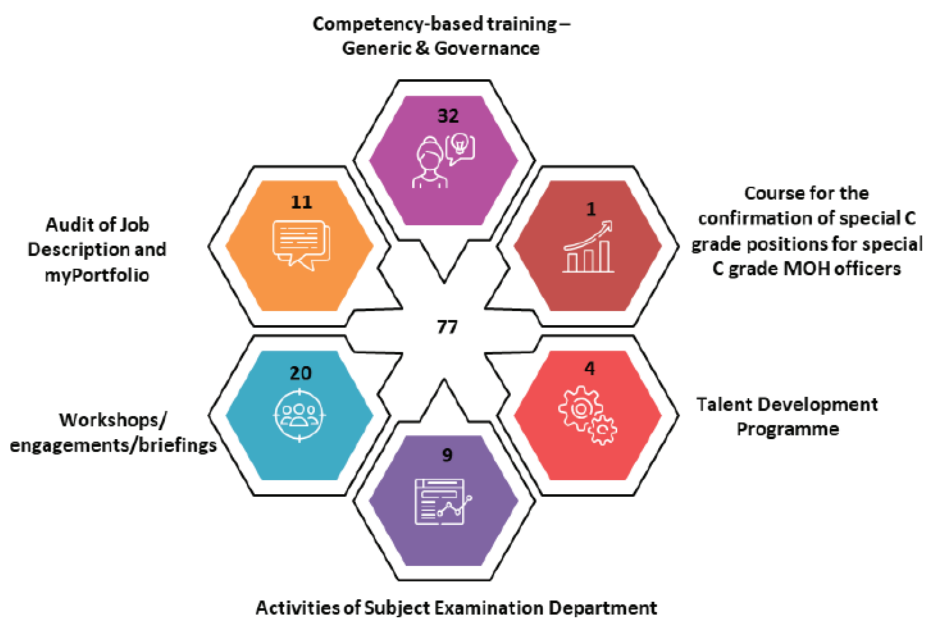 Competency-based training –
Generic & Governance
32
11
1
Audit of Job
Description and
myPortfolio
Course for the
confirmation of special C
grade positions for special
C grade MOH officers
77
20
4
Workshops/
engagements/briefings
Talent Development
Programme
9
Activities of Subject Examination Department